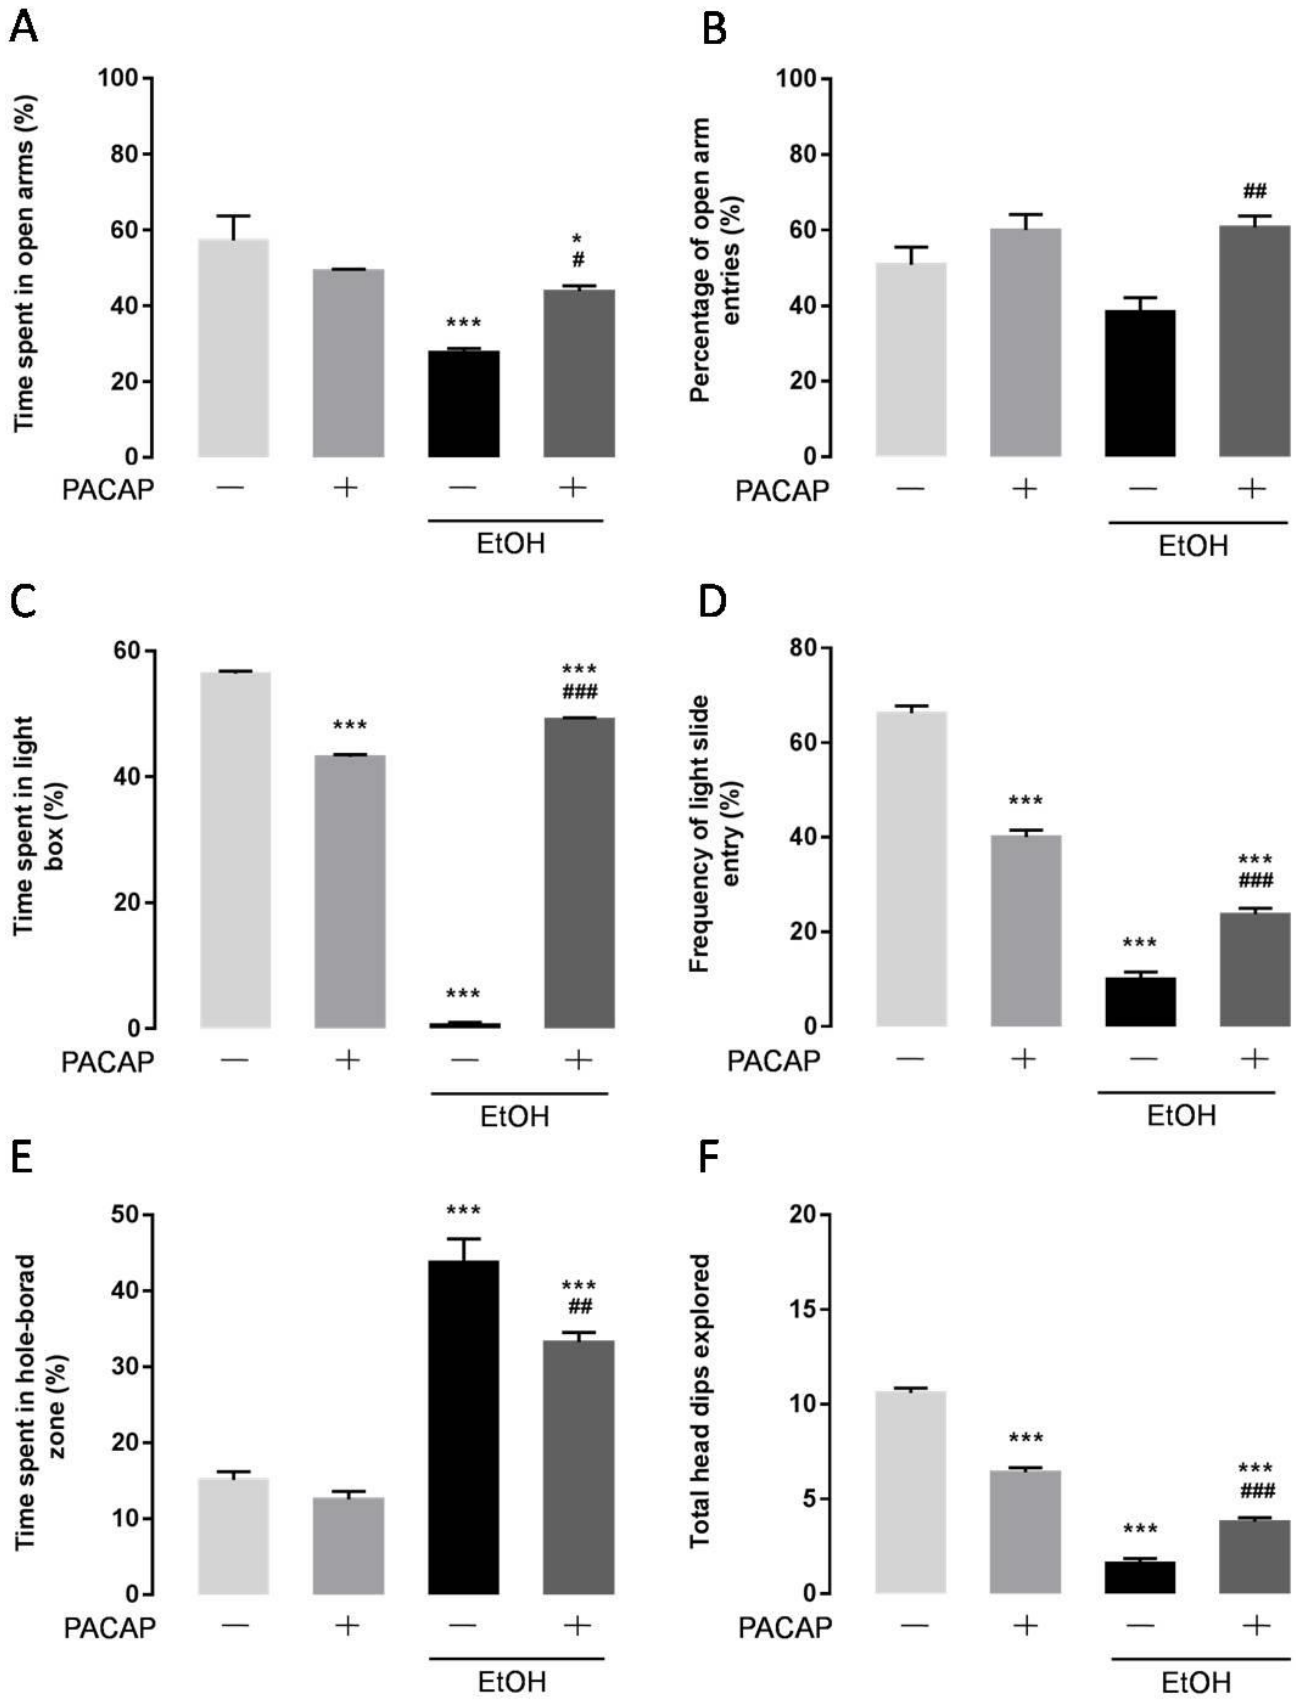 A
Time spent in open arms (%)
100
80
60
40
20
0
***
*
#
PACAP — + — +
EtOH
B
Percentage of open arm
entries (%)
100
80
60
40
20
0
##
PACAP — + — +
EtOH
C
Time spent in light
box (%)
60
40
20
0
***
***
***
###
PACAP — + — +
EtOH
D
Frequency of light slide
entry (%)
80
60
40
20
0
***
***
***
###
PACAP — + — +
EtOH
E
Time spent in hole-borad
zone (%)
50
40
30
20
10
0
***
***
##
PACAP — + — +
EtOH
F
Total head dips explored
20
15
10
5
0
***
***
***
###
PACAP — + — +
EtOH